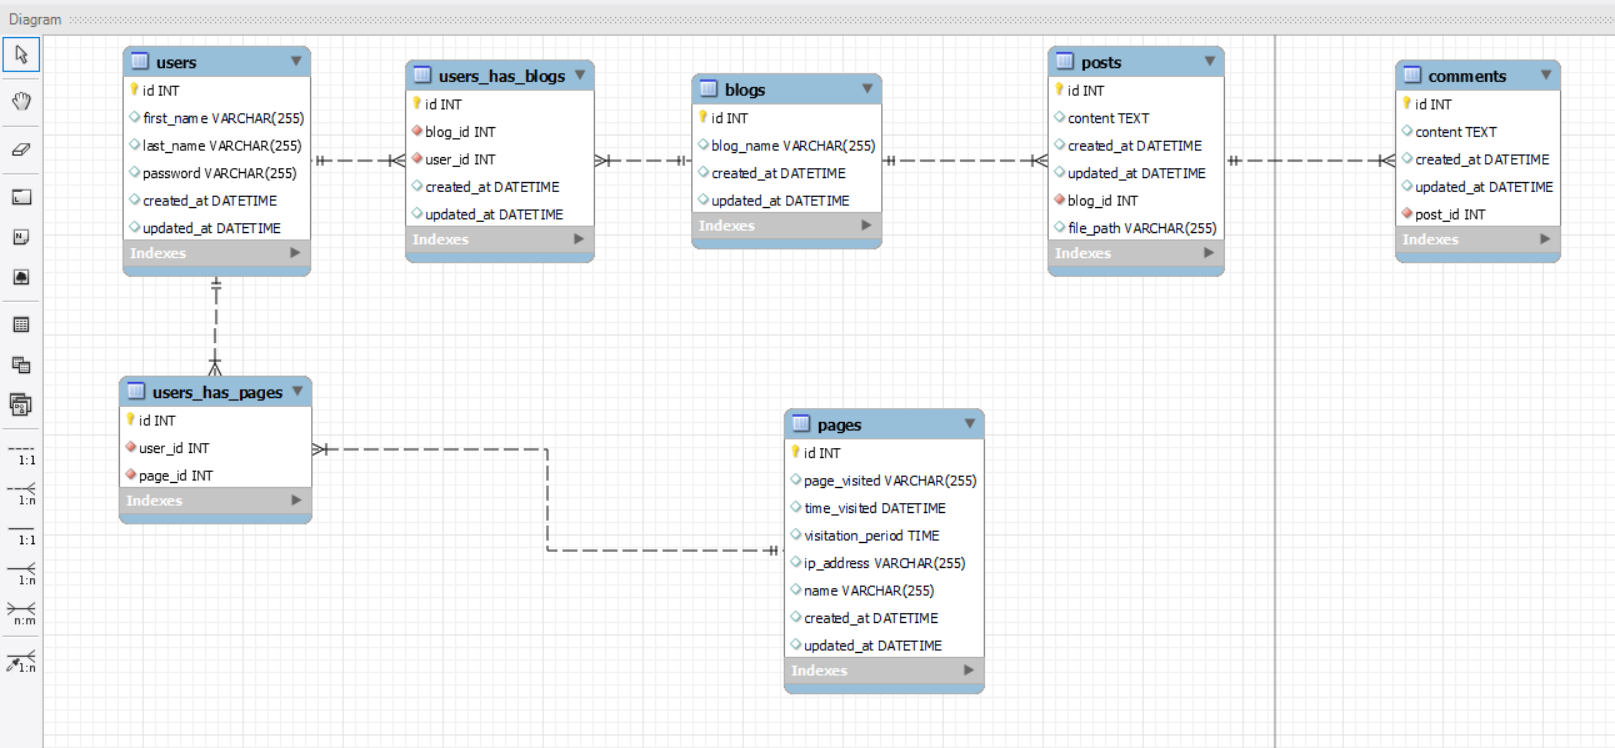 Diagram
users
id INT
first_name VARCHAR(255)
last_name VARCHAR(255)
password VARCHAR(255)
created_at DATETIME
updated_at DATETIME
Indexes
users_has_blogs
id INT
blog_id INT
user_id INT
created_at DATETIME
updated_at DATETIME
Indexes
blogs
id INT
blog_name VARCHAR(255)
created_at DATETIME
updated_at DATETIME
Indexes
posts
id INT
content TEXT
created_at DATETIME
updated_at DATETIME
blog_id INT
file_path VARCHAR(255)
Indexes
comments
id INT
content TEXT
created_at DATETIME
updated_at DATETIME
post_id INT
Indexes
users_has_pages
id INT
user_id INT
page_id INT
Indexes
pages
id INT
page_visited VARCHAR(255)
time_visited DATETIME
visitation_period TIME
ip_address VARCHAR(255)
name VARCHAR(255)
created_at DATETIME
updated_at DATETIME
Indexes
1:1
1:n
1:1
1:n
n:m
1:n